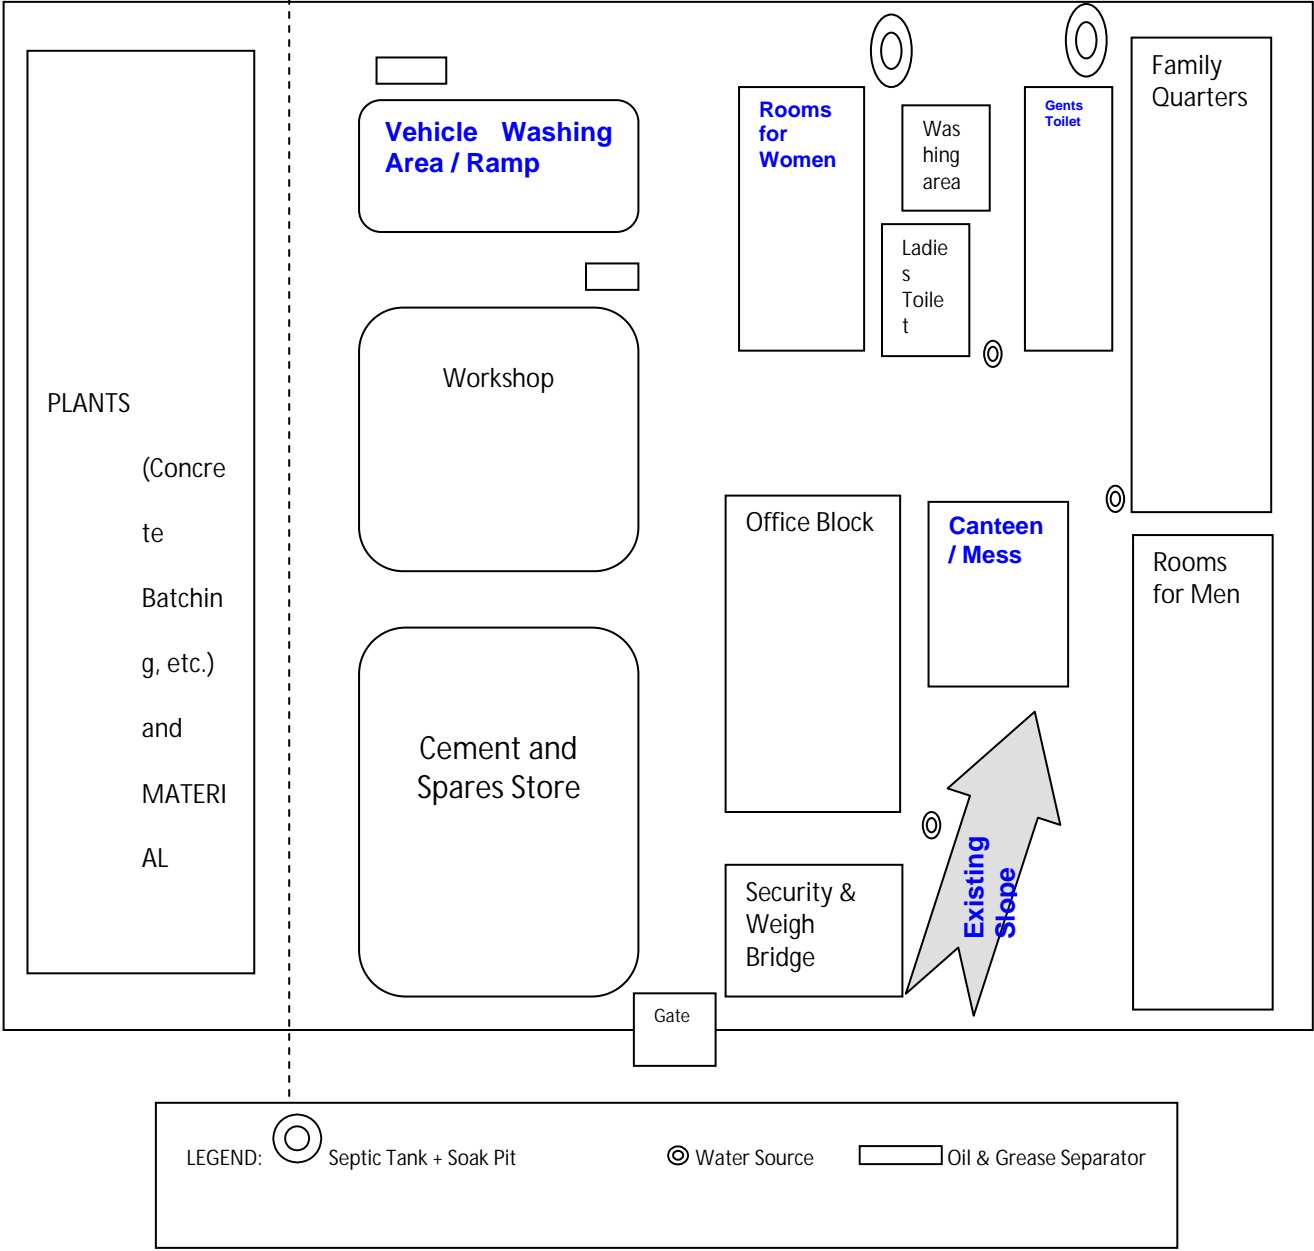 Family
Quarters
Rooms
for
Women
Gents
Toilet
Vehicle Washing
Area / Ramp
Was
hing
area
Ladie
s
Toile
t
Workshop
PLANTS
(Concre
te
Batchin
g, etc.)
and
MATERI
AL
Office Block
Canteen
/ Mess
Rooms
for Men
Cement and
Spares Store
Existing
Slope
Security &
Weigh
Bridge
Gate
LEGEND: Septic Tank + Soak Pit Water Source Oil & Grease Separator